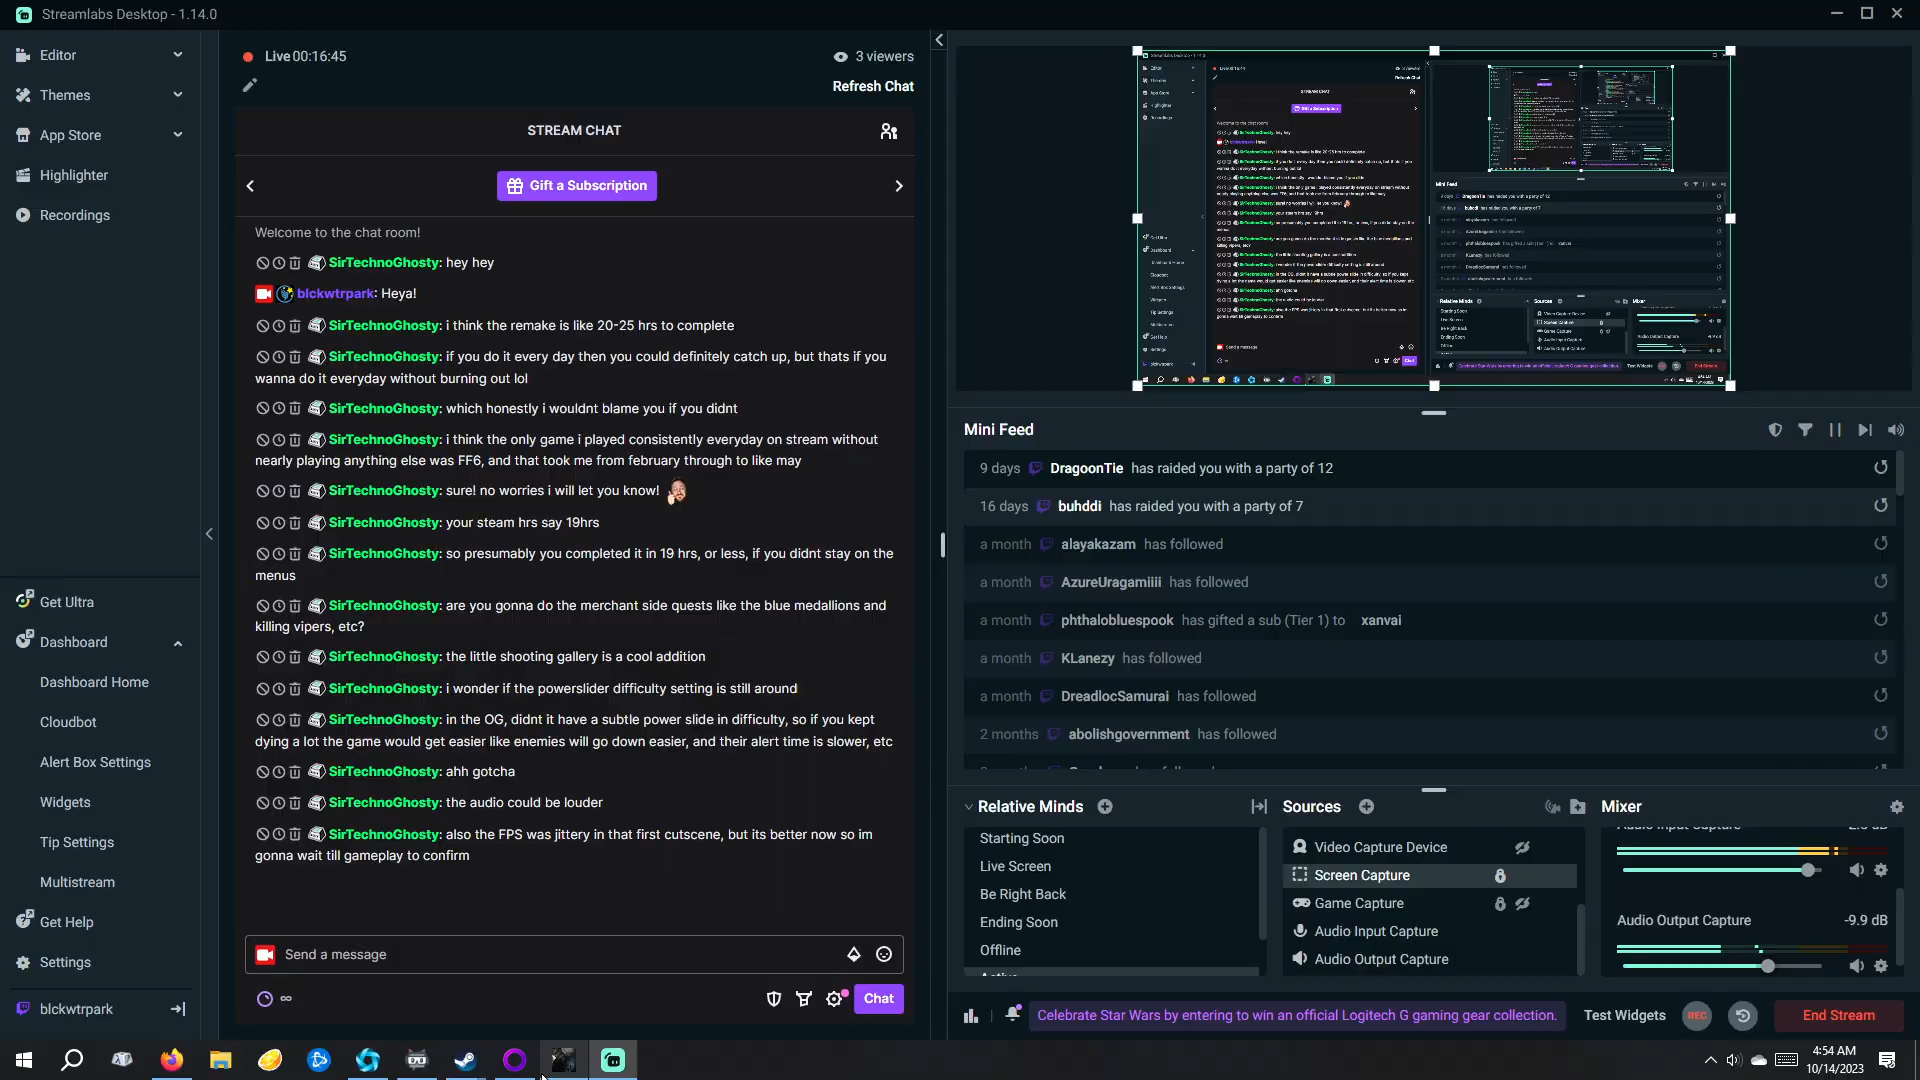 Streamlabs Desktop - 1.14.0
Editor
Themes
App Store
Highlighter
Recordings
Get Ultra
Dashboard
Dashboard Home
Cloudbot
Alert Box Settings
Widgets
Tip Settings
Multistream
Get Help
Settings
blckwtrpark
Live 00:16:45
3 viewers
Refresh Chat
STREAM CHAT
Gift a Subscription
Welcome to the chat room!
SirTechnoGhosty: hey hey
blckwtrpark: Heya!
SirTechnoGhosty: i think the remake is like 20-25 hrs to complete
SirTechnoGhosty: if you do it every day then you could definitely catch up, but thats if you
wanna do it everyday without burning out lol
SirTechnoGhosty: which honestly i wouldnt blame you if you didnt
SirTechnoGhosty: i think the only game i played consistently everyday on stream without
nearly playing anything else was FF6, and that took me from february through to like may
SirTechnoGhosty: surel no worries i will let you know!
SirTechnoGhosty: your steam hrs say 19hrs
SirTechnoGhosty: so presumably you completed it in 19 hrs, or less, if you didnt stay on the
menus
SirTechnoGhosty: are you gonna do the merchant side quests like the blue medallions and
killing vipers, etc?
SirTechnoGhosty: the little shooting gallery is a cool addition
SirTechnoGhosty: i wonder if the powerslider difficulty setting is still around
SirTechnoGhosty: in the OG, didnt it have a subtle power slide in difficulty, so if you kept
dying a lot the game would get easier like enemies will go down easier, and their alert time is slower, etc
SirTechnoGhosty: ahh gotcha
SirTechnoGhosty: the audio could be louder
SirTechnoGhosty: also the FPS was jittery in that first cutscene, but its better now so im
gonna wait till gameplay to confirm
Send a message
∞
Chat
Mini Feed
9 days DragoonTie has raided you with a party of 12
16 days buhddi has raided you with a party of 7
a month alayakazam has followed
a month AzureUragamiiii has followed
a month phthalobluespook has gifted a sub (Tier 1) to xanvai
a month KLanezy has followed
a month DreadlocSamurai has followed
2 months abolishgovernment has followed
Relative Minds
Starting Soon
Live Screen
Be Right Back
Ending Soon
Offline
Sources
Video Capture Device
Screen Capture
Game Capture
Audio Input Capture
Audio Output Capture
Mixer
Audio Input Capture
Audio Output Capture -9.9 dB
Celebrate Star Wars by entering to win an official Logitech G gaming gear collection.
Test Widgets
REC
End Stream
4:54 AM
10/14/2023